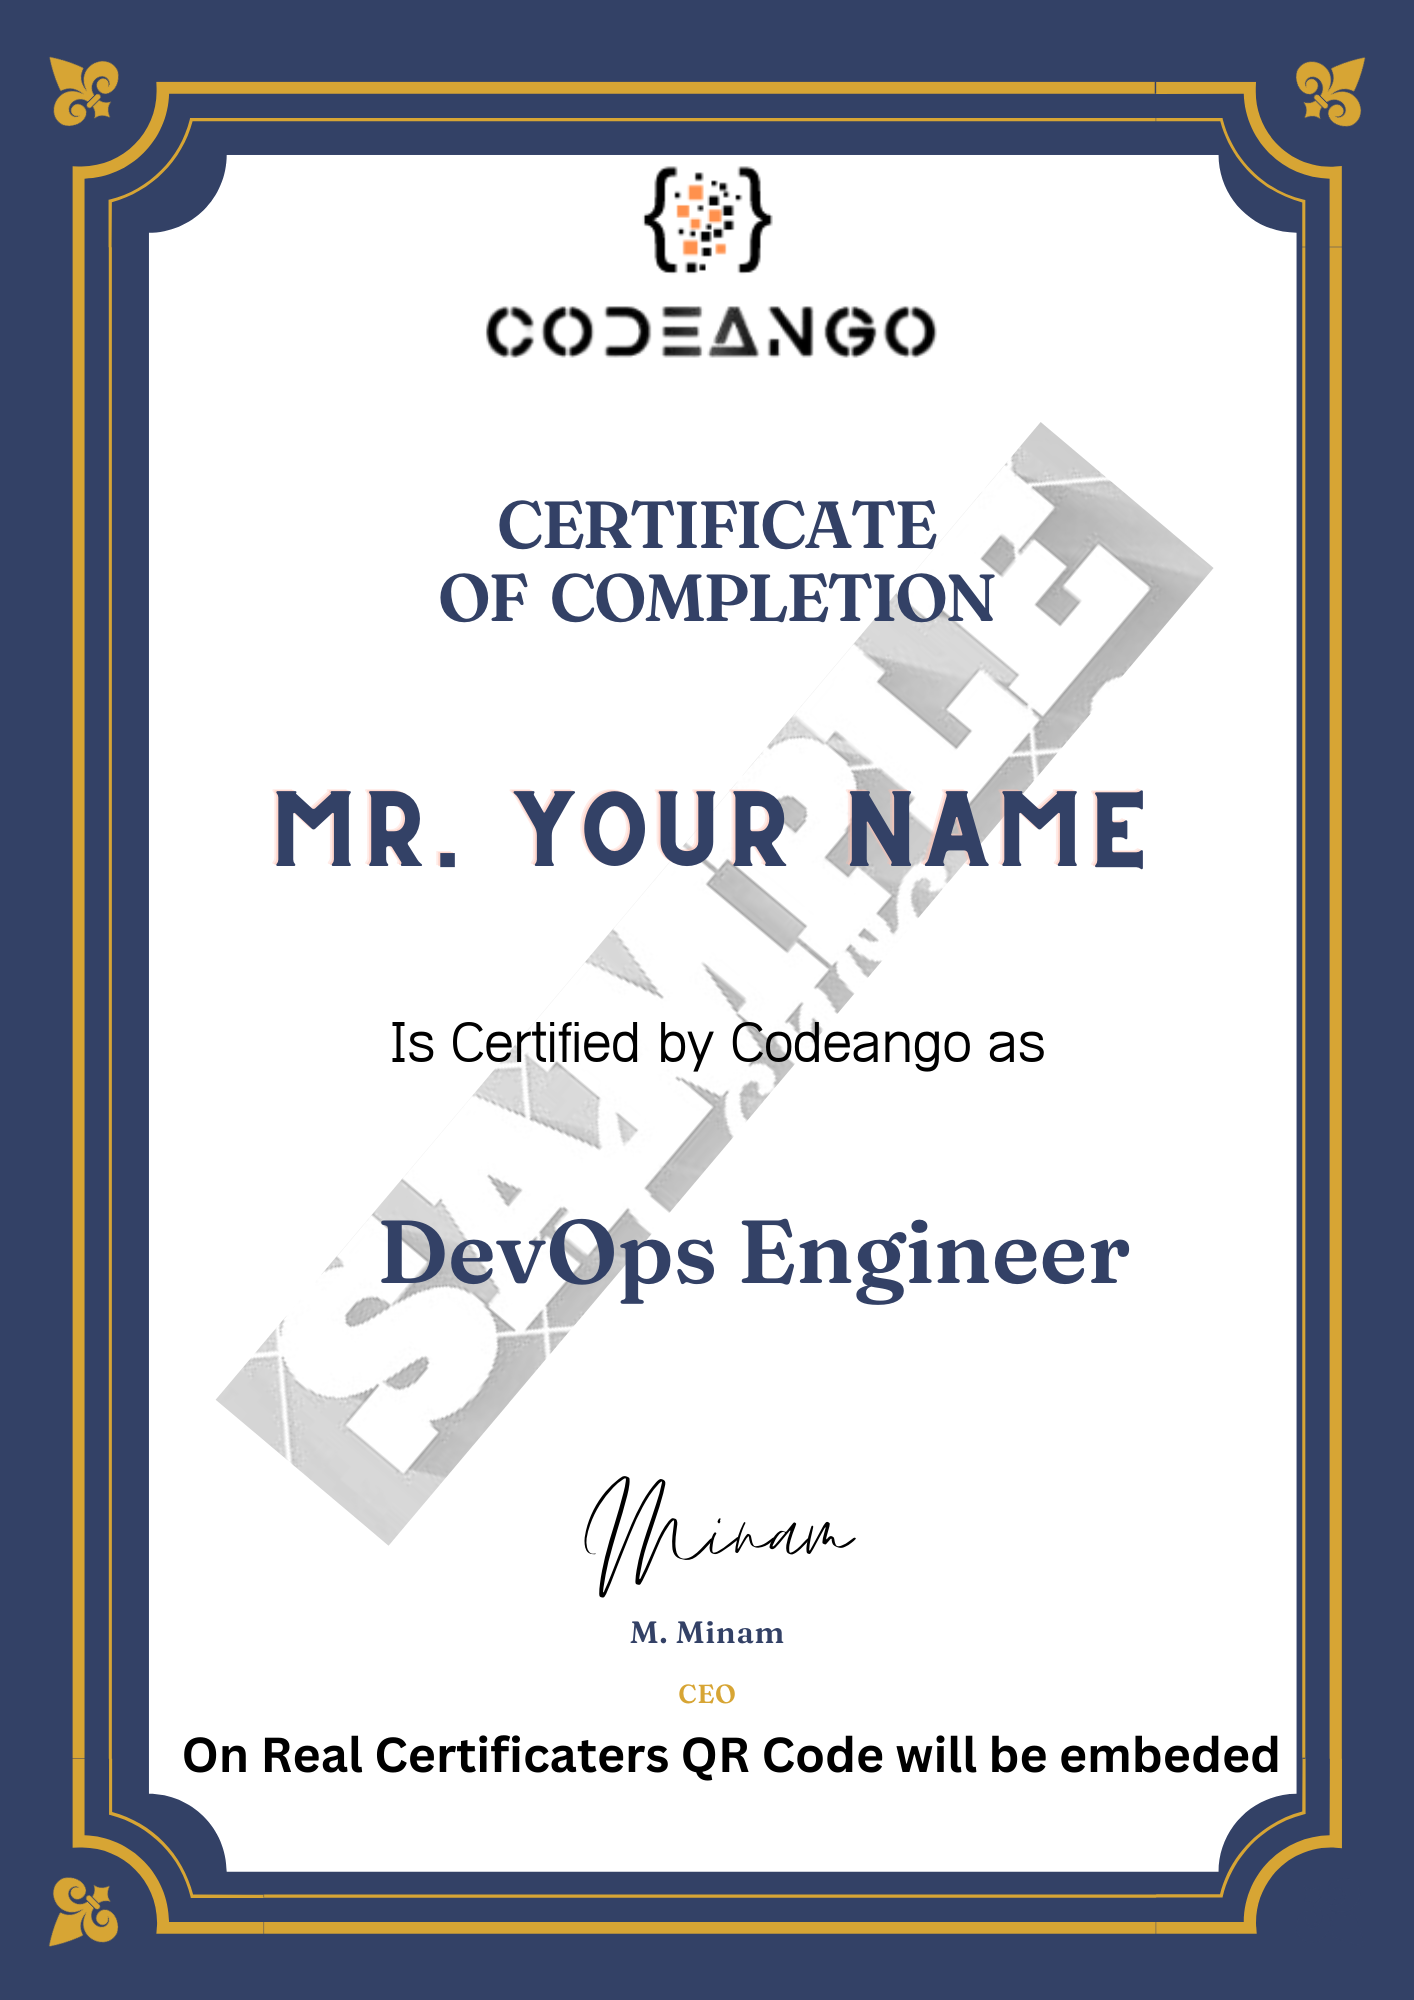 CODEANGO
CERTIFICATE
OF COMPLETION
MR. YOUR NAME
Is Certified by Codeango as
DevOps Engineer
SAMPLE
Minam
M. Minam
CEO
On Real Certificaters QR Code will be embeded